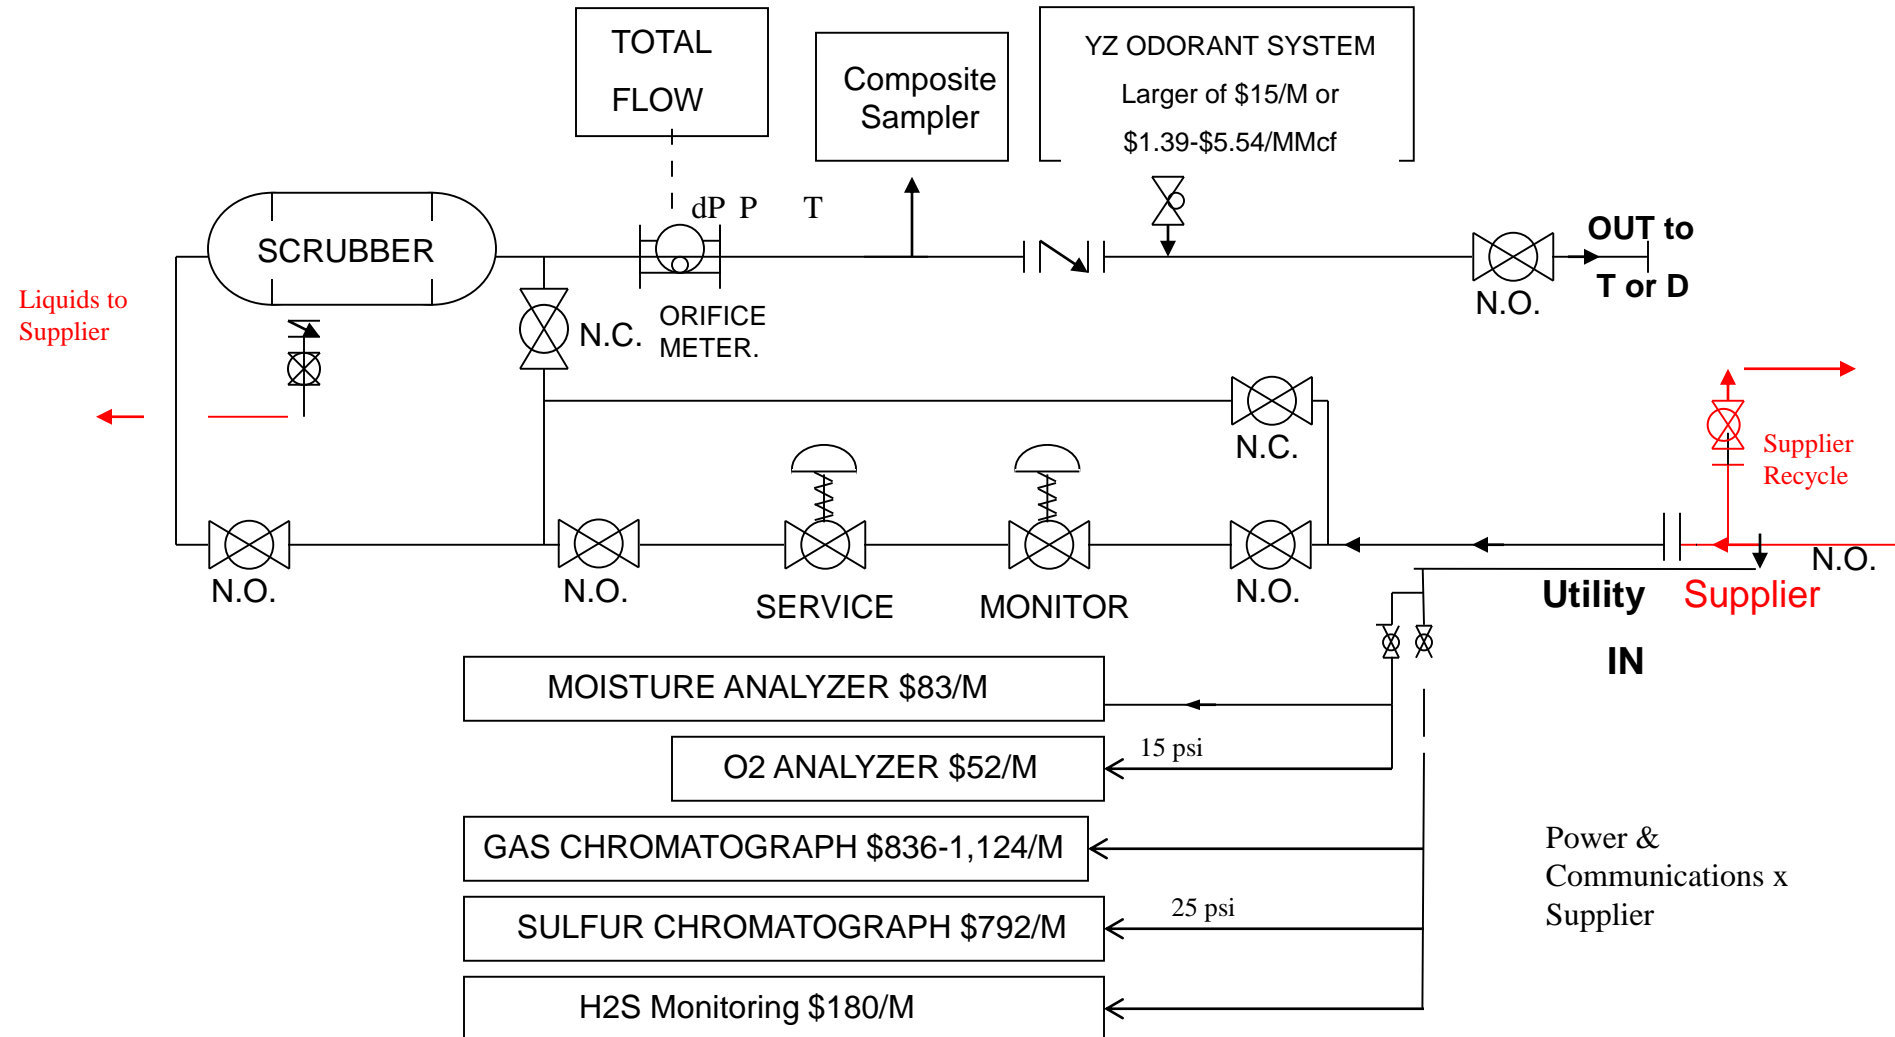 TOTAL
FLOW
Composite
Sampler
YZ ODORANT SYSTEM
Larger of $15/M or
$1.39-$5.54/MMcf
dP P T
SCRUBBER
OUT to
T or D
N.O.
Liquids to
Supplier
N.C.
ORIFICE
METER.
N.C.
Supplier
Recycle
N.O.
N.O.
SERVICE
MONITOR
N.O.
N.O.
Utility Supplier
IN
MOISTURE ANALYZER $83/M
15 psi
O2 ANALYZER $52/M
GAS CHROMATOGRAPH $836-1,124/M
25 psi
SULFUR CHROMATOGRAPH $792/M
H2S Monitoring $180/M
Power &
Communications x
Supplier